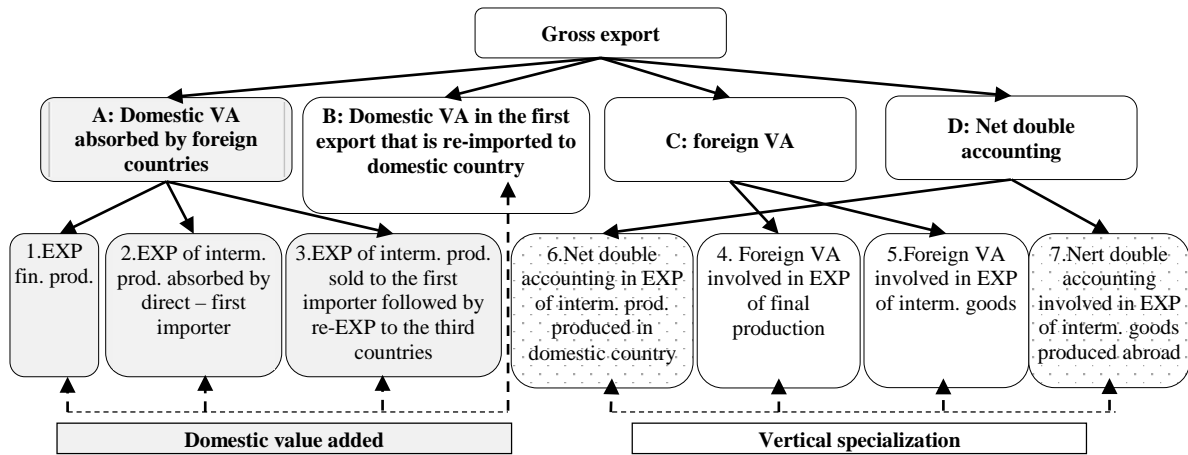 Gross export
A: Domestic VA
absorbed by foreign
countries
B: Domestic VA in the first
export that is re-imported to
domestic country
C: foreign VA
D: Net double
accounting
1.EXP
fin. prod.
2.EXP of interm.
prod. absorbed by
direct – first
importer
3.EXP of interm. prod.
sold to the first
importer followed by
re-EXP to the third
countries
6.Net double
accounting in EXP
of interm. prod.
produced in
domestic country
4. Foreign VA
involved in EXP
of final
production
5.Foreign VA
involved in EXP
of interm. goods
7.Nert double
accounting
involved in EXP
of interm. goods
produced abroad
Domestic value added
Vertical specialization